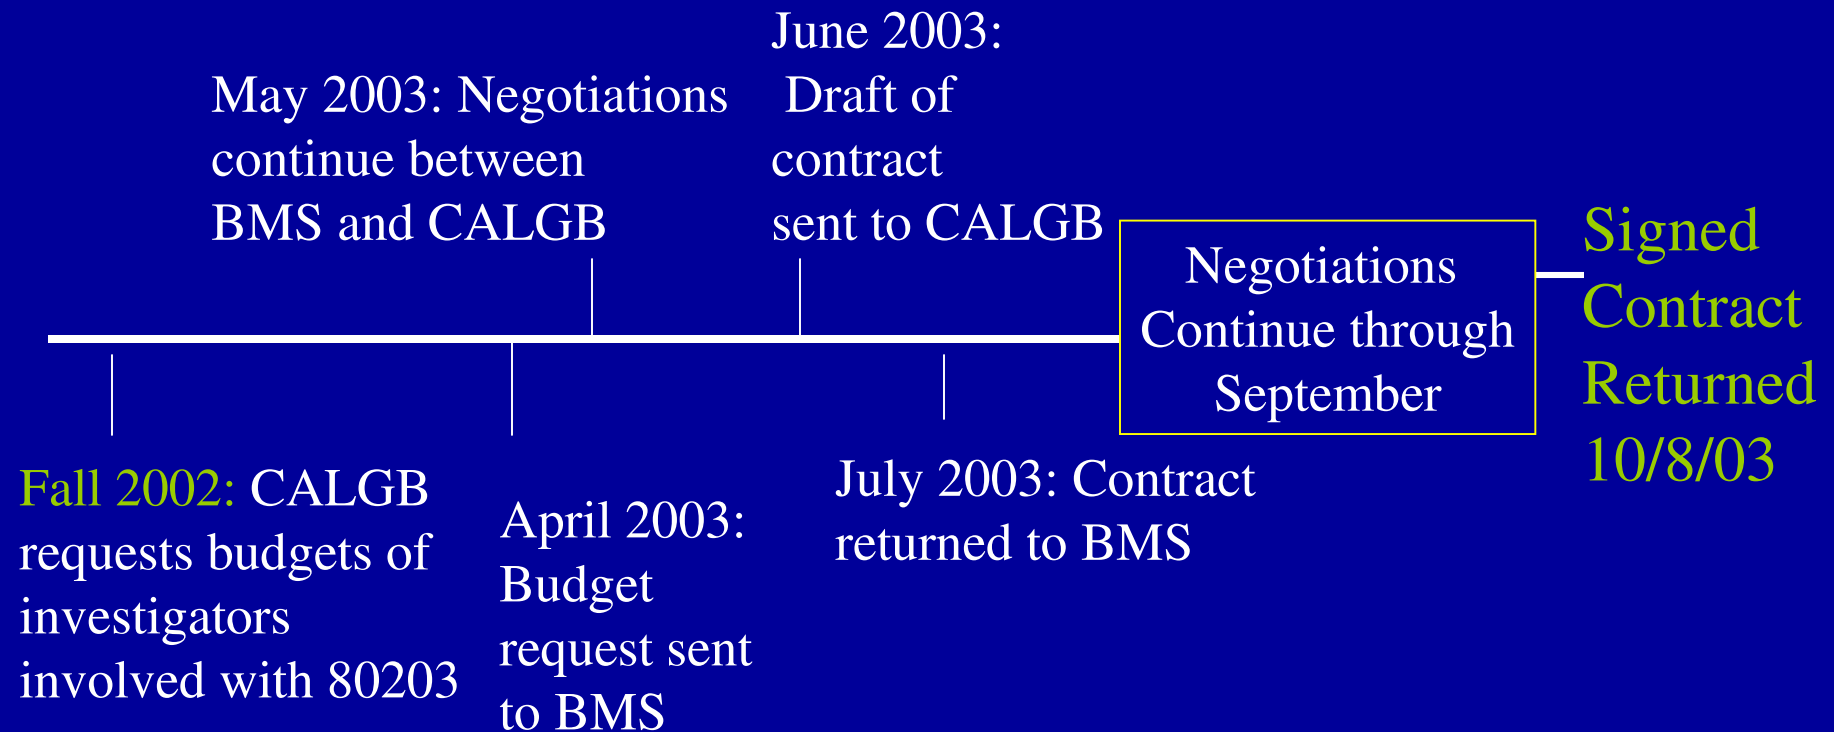 May 2003: Negotiations
continue between
BMS and CALGB
June 2003:
Draft of
contract
sent to CALGB
Negotiations
Continue through
September
Signed
Contract
Returned
10/8/03
Fall 2002: CALGB
requests budgets of
investigators
involved with 80203
April 2003:
Budget
request sent
to BMS
July 2003: Contract
returned to BMS